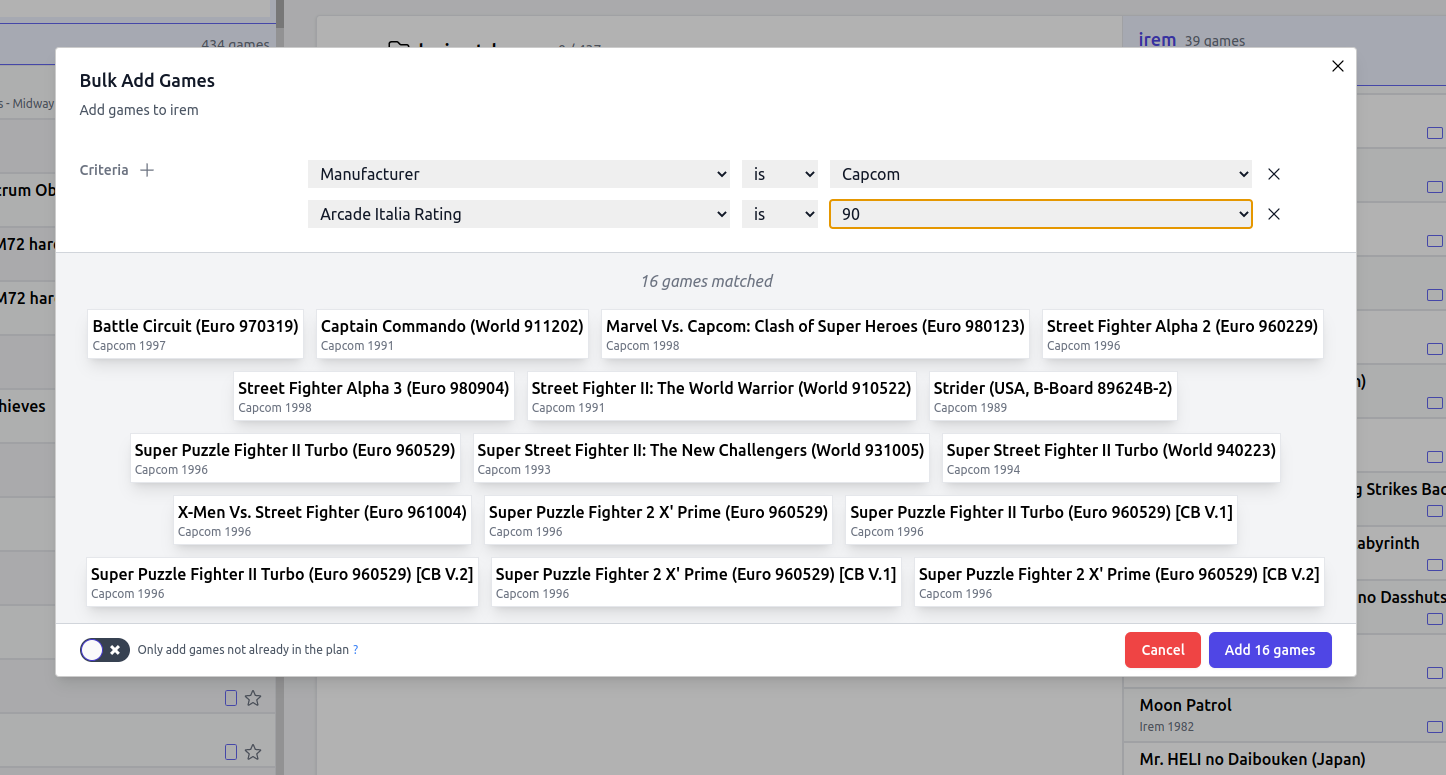 434 games
irem 39 games
Bulk Add Games
Add games to irem
s - Midway
Criteria
Manufacturer is Capcom
Arcade Italia Rating is 90
trum Ob
M72 har
M72 har
hieves
16 games matched
Battle Circuit (Euro 970319)
Capcom 1997
Captain Commando (World 911202)
Capcom 1991
Marvel Vs. Capcom: Clash of Super Heroes (Euro 980123)
Capcom 1998
Street Fighter Alpha 2 (Euro 960229)
Capcom 1996
Street Fighter Alpha 3 (Euro 980904)
Capcom 1998
Street Fighter II: The World Warrior (World 910522)
Capcom 1991
Strider (USA, B-Board 89624B-2)
Capcom 1989
Super Puzzle Fighter II Turbo (Euro 960529)
Capcom 1996
Super Street Fighter II: The New Challengers (World 931005)
Capcom 1993
Super Street Fighter II Turbo (World 940223)
Capcom 1994
X-Men Vs. Street Fighter (Euro 961004)
Capcom 1996
Super Puzzle Fighter 2 X' Prime (Euro 960529)
Capcom 1996
Super Puzzle Fighter II Turbo (Euro 960529) [CB V.1]
Capcom 1996
Super Puzzle Fighter II Turbo (Euro 960529) [CB V.2]
Capcom 1996
Super Puzzle Fighter 2 X' Prime (Euro 960529) [CB V.1]
Capcom 1996
Super Puzzle Fighter 2 X' Prime (Euro 960529) [CB V.2]
Capcom 1996
g Strikes Bac
abyrinth
no Dasshuts
Only add games not already in the plan ?
Cancel
Add 16 games
Moon Patrol
Irem 1982
Mr. HELI no Daibouken (Japan)